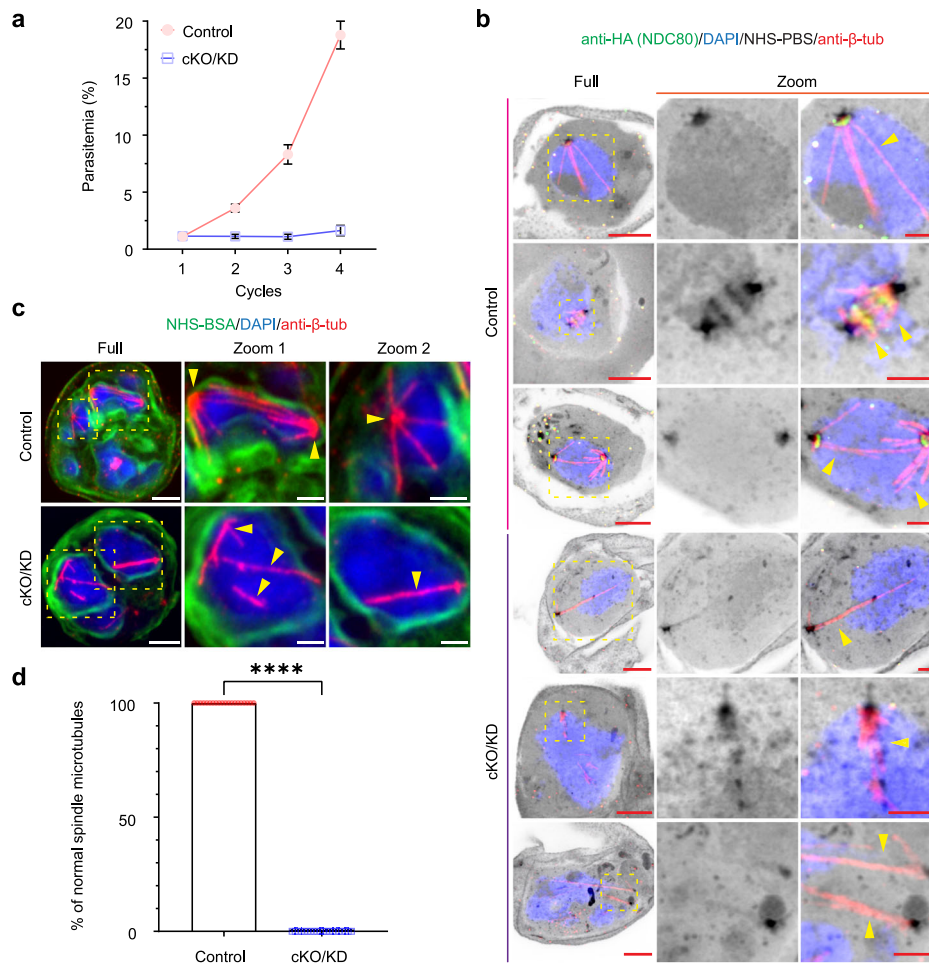 a
20
15
10
5
0
Parasitemia (%)
Control
cKO/KD
1 2 3 4
Cycles
b
anti-HA (NDC80)/DAPI/NHS-PBS/anti-β-tub
Full Zoom
Control
cKO/KD
c
NHS-BSA/DAPI/anti-β-tub
Full Zoom 1 Zoom 2
Control
cKO/KD
d
****
100
50
0
% of normal spindle microtubules
Control cKO/KD